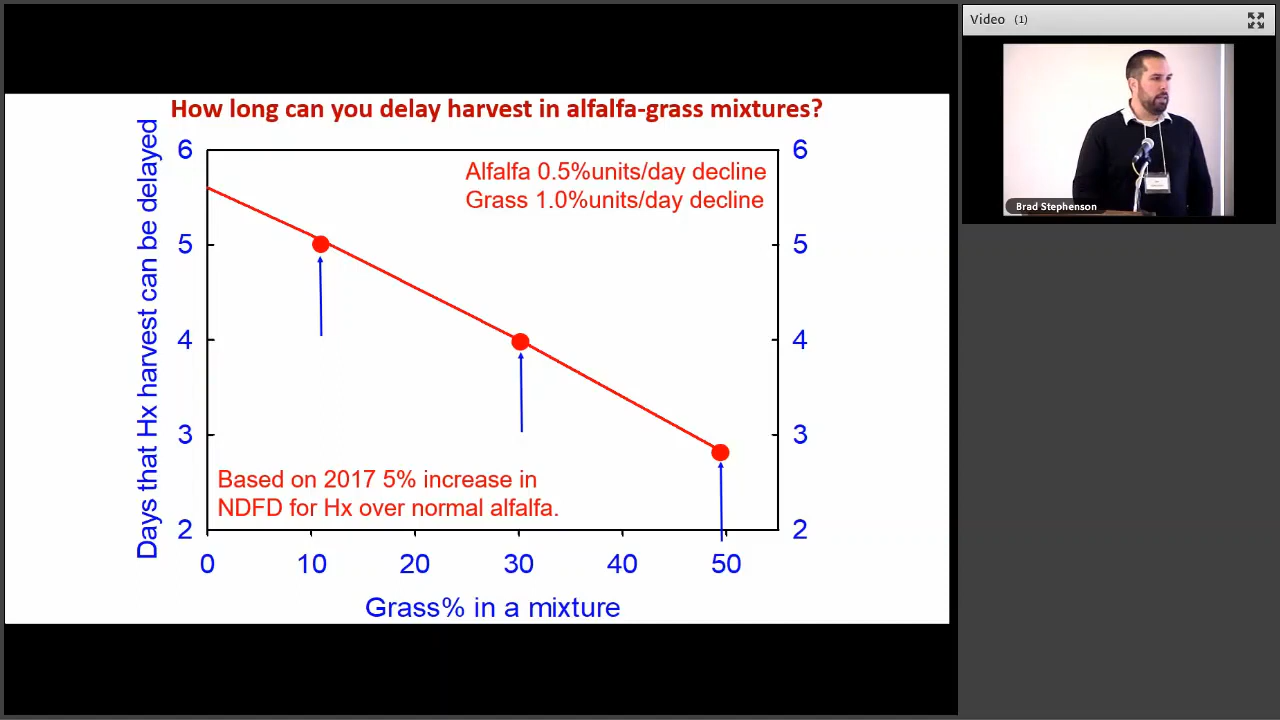 Video (1)
Brad Stephenson
How long can you delay harvest in alfalfa-grass mixtures?
Days that Hx harvest can be delayed
6
5
4
3
2
Alfalfa 0.5%units/day decline
Grass 1.0%units/day decline
Based on 2017 5% increase in
NDFD for Hx over normal alfalfa.
6
5
4
3
2
0 10 20 30 40 50
Grass% in a mixture